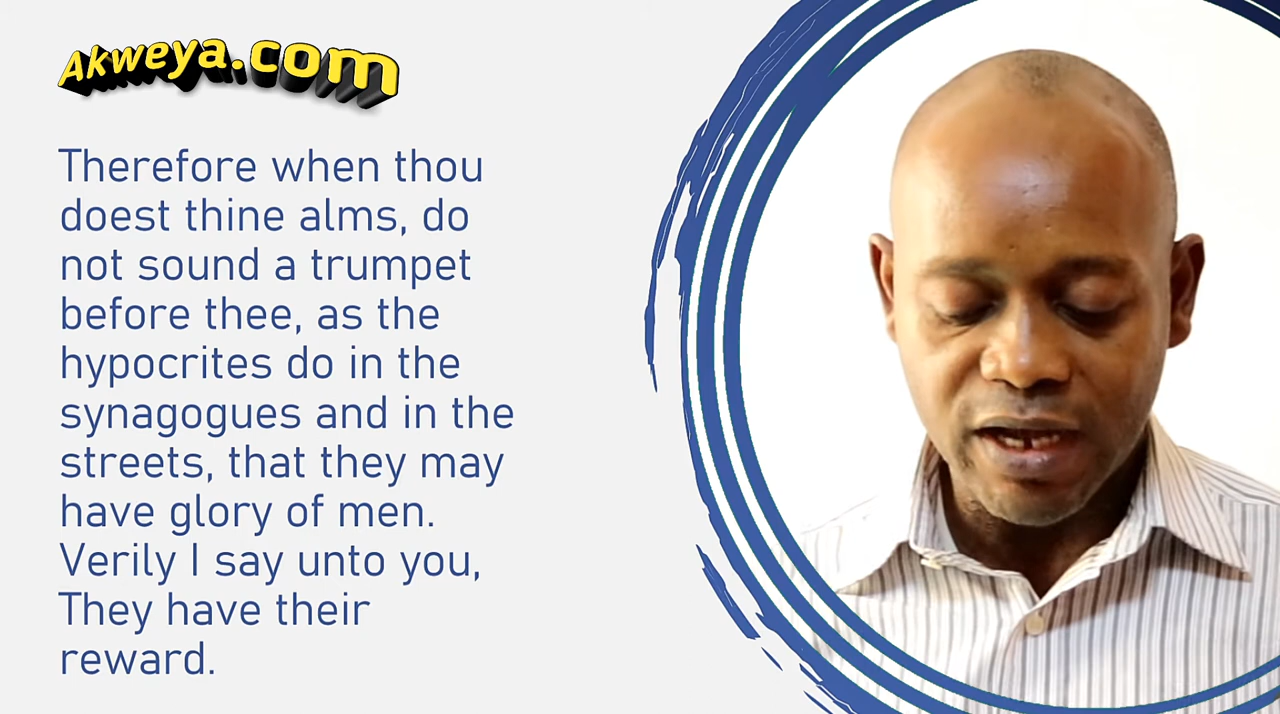 Akweya.com
Therefore when thou
doest thine alms, do
not sound a trumpet
before thee, as the
hypocrites do in the
synagogues and in the
streets, that they may
have glory of men.
Verily I say unto you,
They have their
reward.